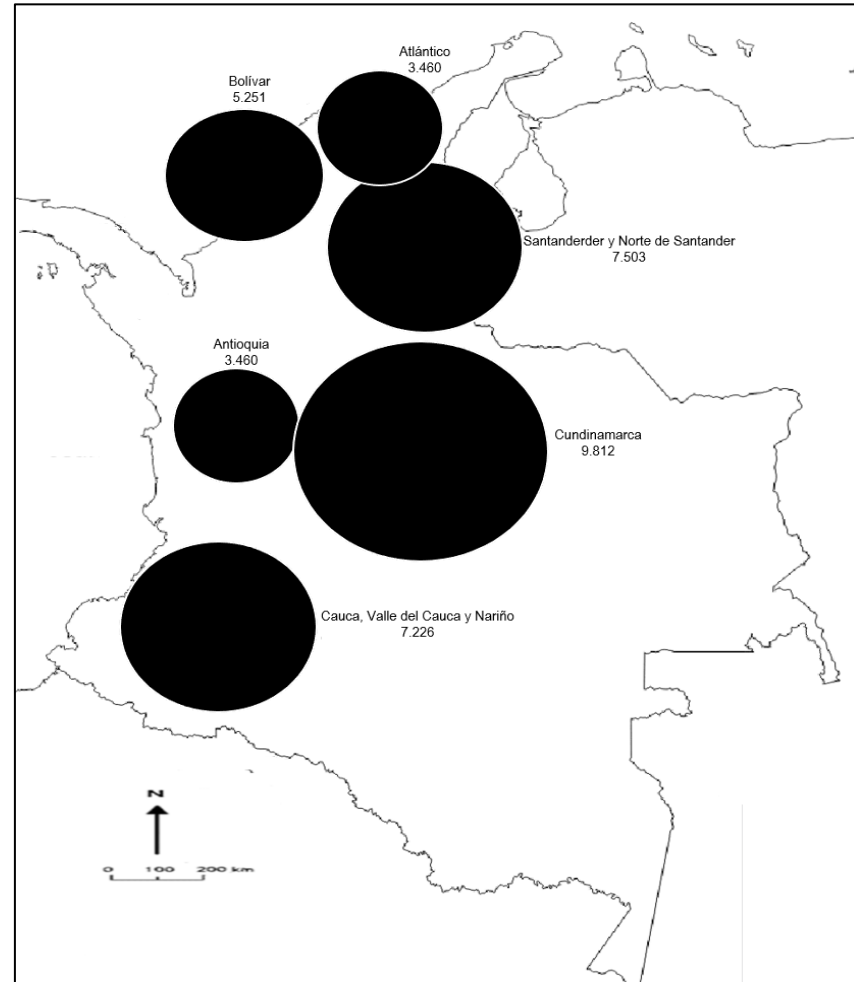 Atlántico
3.460
Bolívar
5.251
Santanderder y Norte de Santander
7.503
Antioquia
3.460
Cundinamarca
9.812
Cauca, Valle del Cauca y Nariño
7.226
N
0 100 200 km